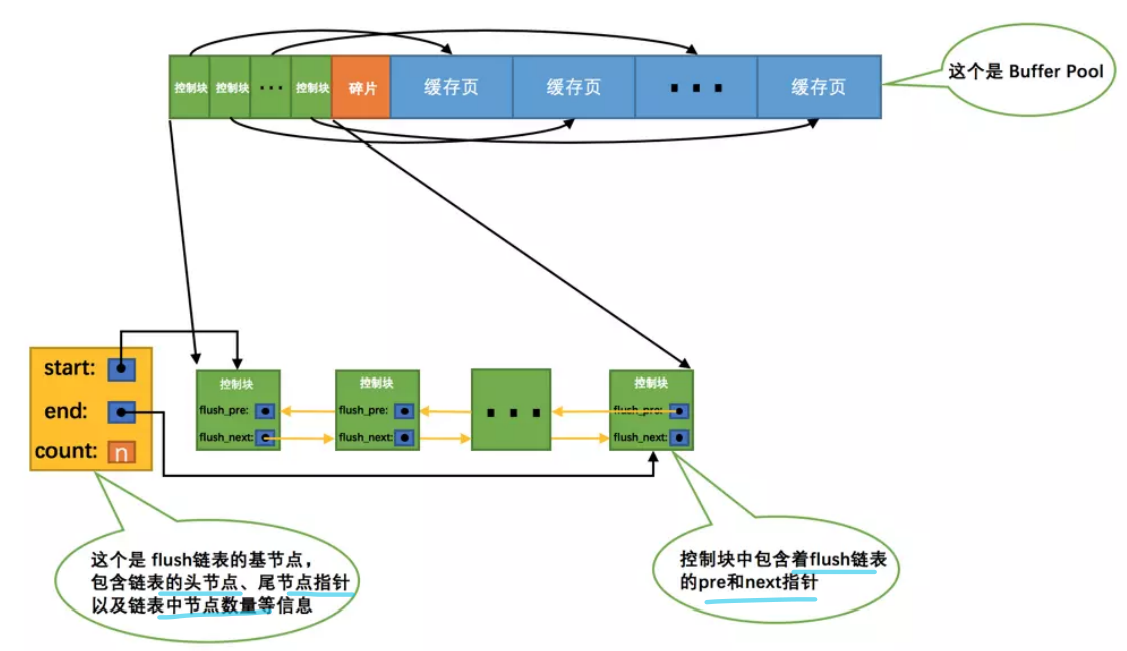 这个是 Buffer Pool
控制块 控制块 ··· 控制块 碎片 缓存页 缓存页 ··· 缓存页
start:
end:
count: n
控制块
flush_pre:
flush_next:
控制块
flush_pre:
flush_next:
···
控制块
flush_pre:
flush_next:
这个是 flush链表的基节点，
包含链表的头节点、尾节点指针
以及链表中节点数量等信息
控制块中包含着flush链表
的pre和next指针